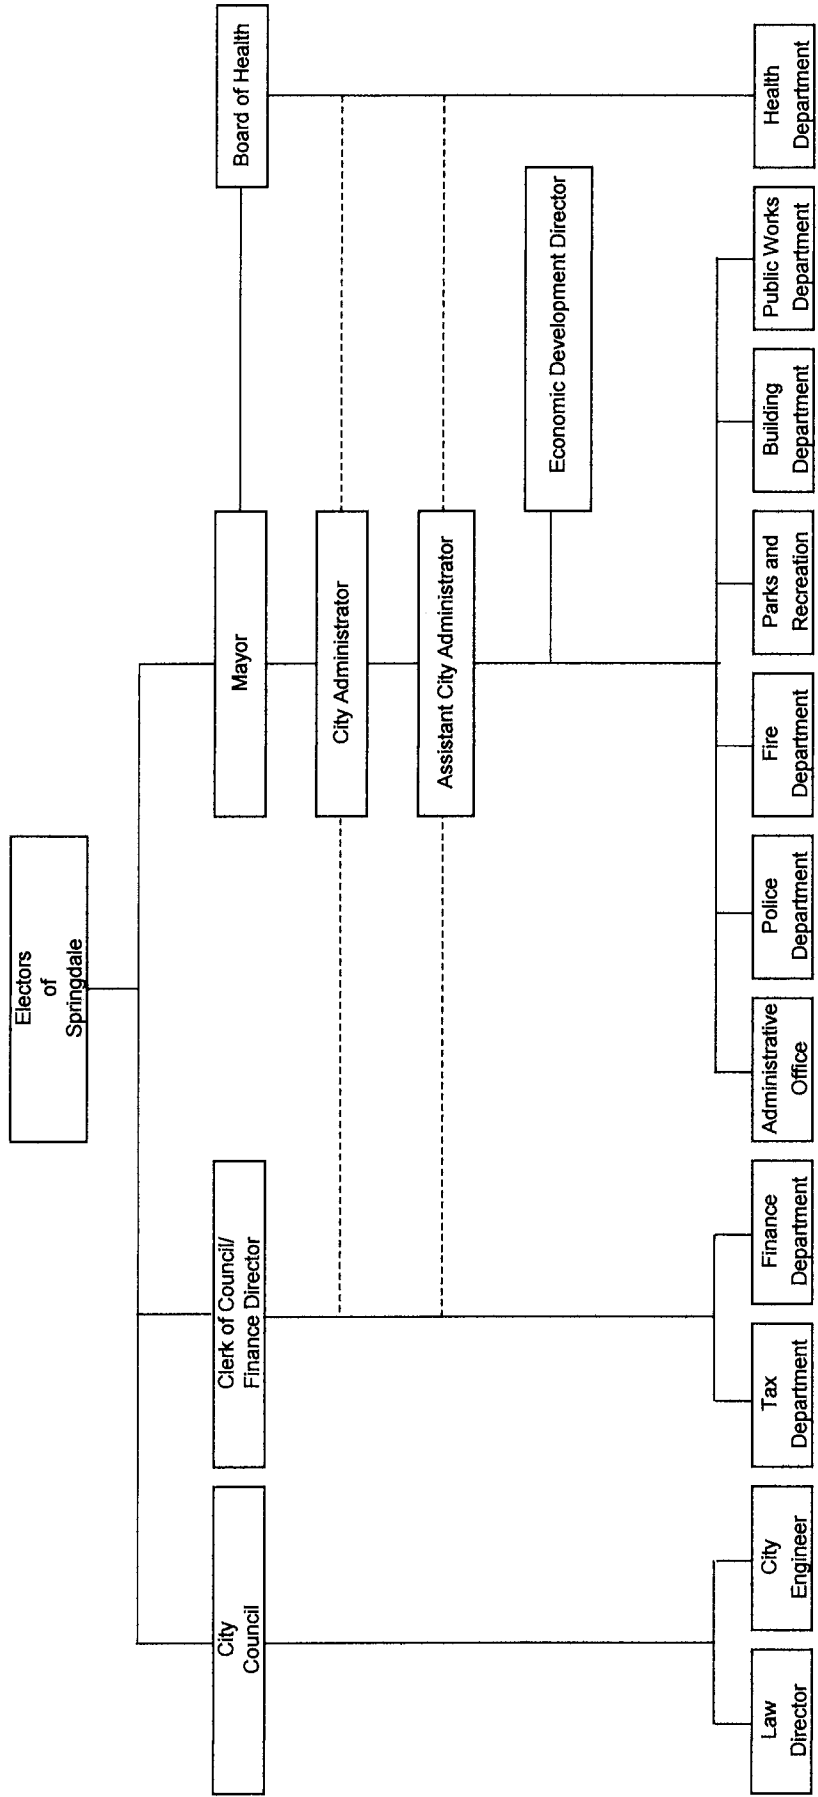 Electors
of
Springdale
City
Council
Clerk of Council/
Finance Director
Mayor
Board of Health
City Administrator
Assistant City Administrator
Economic Development Director
Law
Director
City
Engineer
Tax
Department
Finance
Department
Administrative
Office
Police
Department
Fire
Department
Parks and
Recreation
Building
Department
Public Works
Department
Health
Department